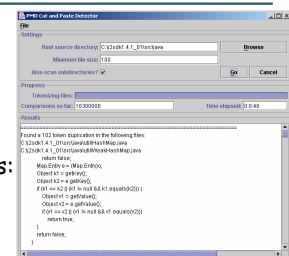 PMD Cut and Paste Detector
File
Settings
Root source directory: C:\j2sdk1.4.1_01\src\java Browse
Minimum tile size: 100
Also scan subdirectories? Go Cancel
Progress
Tokenizing files:
Comparisons so far: 16300000 Time elapsed: 0:0:48
Results
Found a 102 token duplication in the following files:
C:\j2sdk1.4.1_01\src\java\util\HashMap.java
C:\j2sdk1.4.1_01\src\java\util\WeakHashMap.java
return false;
Map.Entry e = (Map.Entry)o;
Object k1 = getKey();
Object k2 = e.getKey();
if (k1 == k2 || (k1 != null && k1.equals(k2))) {
Object v1 = getValue();
Object v2 = e.getValue();
if (v1 == v2 || (v1 != null && v1.equals(v2)))
return true;
}
return false;
}
s: